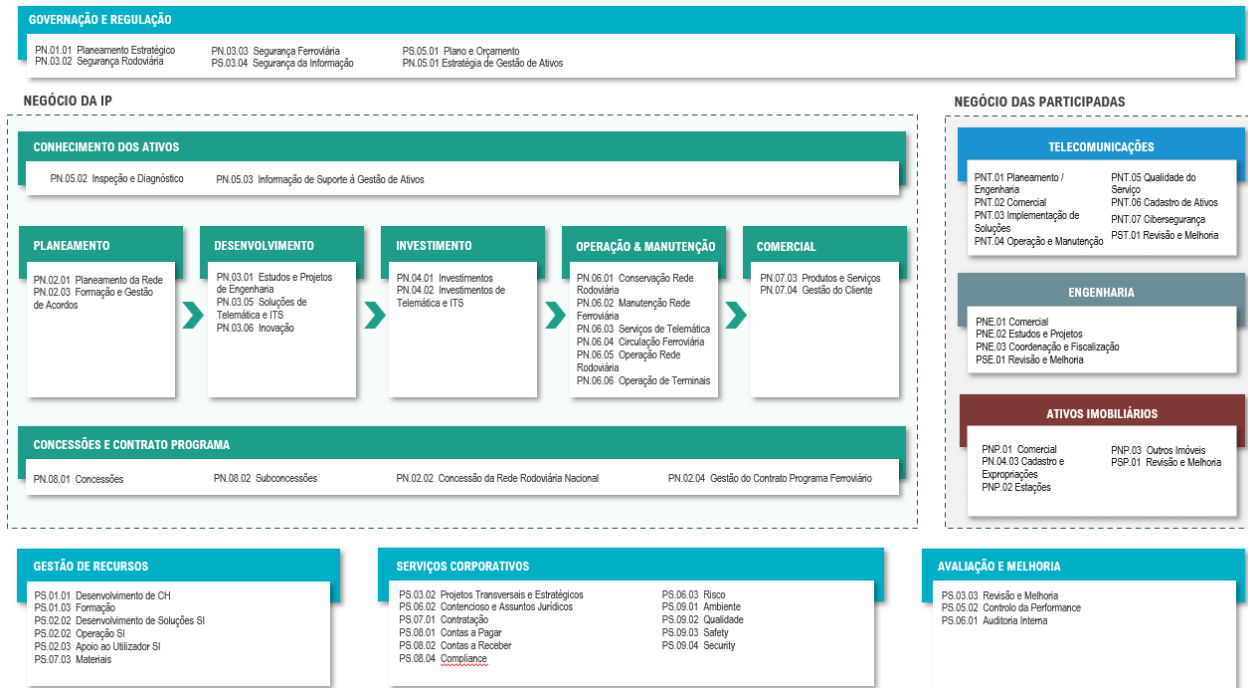 GOVERNAÇÃO E REGULAÇÃO
PN.01.01 Planeamento Estratégico
PN.03.02 Segurança Rodoviária
PN.03.03 Segurança Ferroviária
PS.03.04 Segurança da Informação
PS.05.01 Plano e Orçamento
PN.05.01 Estratégia de Gestão de Ativos
NEGÓCIO DA IP
CONHECIMENTO DOS ATIVOS
PN.05.02 Inspeção e Diagnóstico
PN.05.03 Informação de Suporte à Gestão de Ativos
PLANEAMENTO
PN.02.01 Planeamento da Rede
PN.02.03 Formação e Gestão
de Acordos
DESENVOLVIMENTO
PN.03.01 Estudos e Projetos
de Engenharia
PN.03.05 Soluções de
Telemática e ITS
PN.03.06 Inovação
INVESTIMENTO
PN.04.01 Investimentos
PN.04.02 Investimentos de
Telemática e ITS
OPERAÇÃO & MANUTENÇÃO
PN.06.01 Conservação Rede
Rodoviária
PN.06.02 Manutenção Rede
Ferroviária
PN.06.03 Serviços de Telemática
PN.06.04 Circulação Ferroviária
PN.06.05 Operação Rede
Rodoviária
PN.06.06 Operação de Terminais
COMERCIAL
PN.07.03 Produtos e Serviços
PN.07.04 Gestão do Cliente
CONCESSÕES E CONTRATO PROGRAMA
PN.08.01 Concessões
PN.08.02 Subconcessões
PN.02.02 Concessão da Rede Rodoviária Nacional
PN.02.04 Gestão do Contrato Programa Ferroviário
NEGÓCIO DAS PARTICIPADAS
TELECOMUNICAÇÕES
PNT.01 Planeamento /
Engenharia
PNT.02 Comercial
PNT.03 Implementação de
Soluções
PNT.04 Operação e Manutenção
PNT.05 Qualidade do
Serviço
PNT.06 Cadastro de Ativos
PNT.07 Cibersegurança
PST.01 Revisão e Melhoria
ENGENHARIA
PNE.01 Comercial
PNE.02 Estudos e Projetos
PNE.03 Coordenação e Fiscalização
PSE.01 Revisão e Melhoria
ATIVOS IMOBILIÁRIOS
PNP.01 Comercial
PN.04.03 Cadastro e
Expropriações
PNP.02 Estações
PNP.03 Outros Imóveis
PSP.01 Revisão e Melhoria
GESTÃO DE RECURSOS
PS.01.01 Desenvolvimento de CH
PS.01.03 Formação
PS.02.02 Desenvolvimento de Soluções SI
PS.02.02 Operação SI
PS.02.03 Apoio ao Utilizador SI
PS.07.03 Materiais
SERVIÇOS CORPORATIVOS
PS.03.02 Projetos Transversais e Estratégicos
PS.06.02 Contencioso e Assuntos Jurídicos
PS.07.01 Contratação
PS.08.01 Contas a Pagar
PS.08.02 Contas a Receber
PS.08.04 Compliance
PS.06.03 Risco
PS.09.01 Ambiente
PS.09.02 Qualidade
PS.09.03 Safety
PS.09.04 Security
AVALIAÇÃO E MELHORIA
PS.03.03 Revisão e Melhoria
PS.05.02 Controlo da Performance
PS.06.01 Auditoria Interna